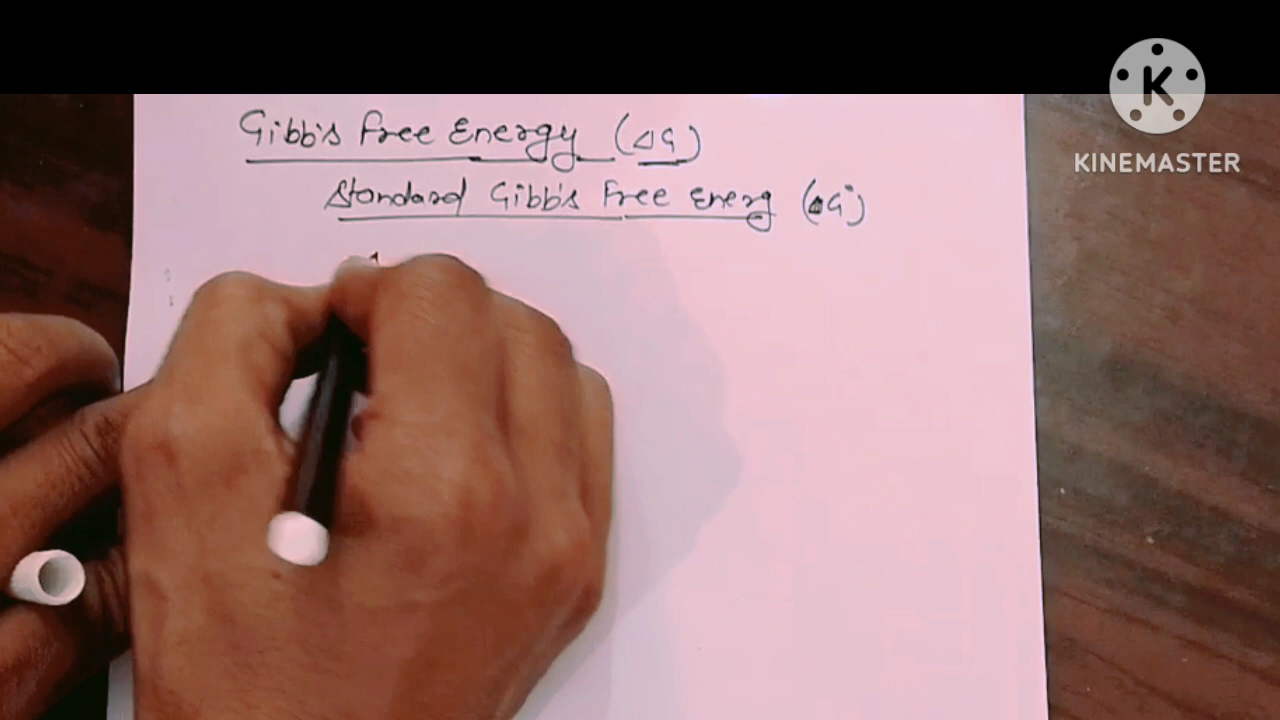 Gibb's Free Energy (ΔG)
Standard Gibb's Free Energ (ΔG°)
K
KINEMASTER